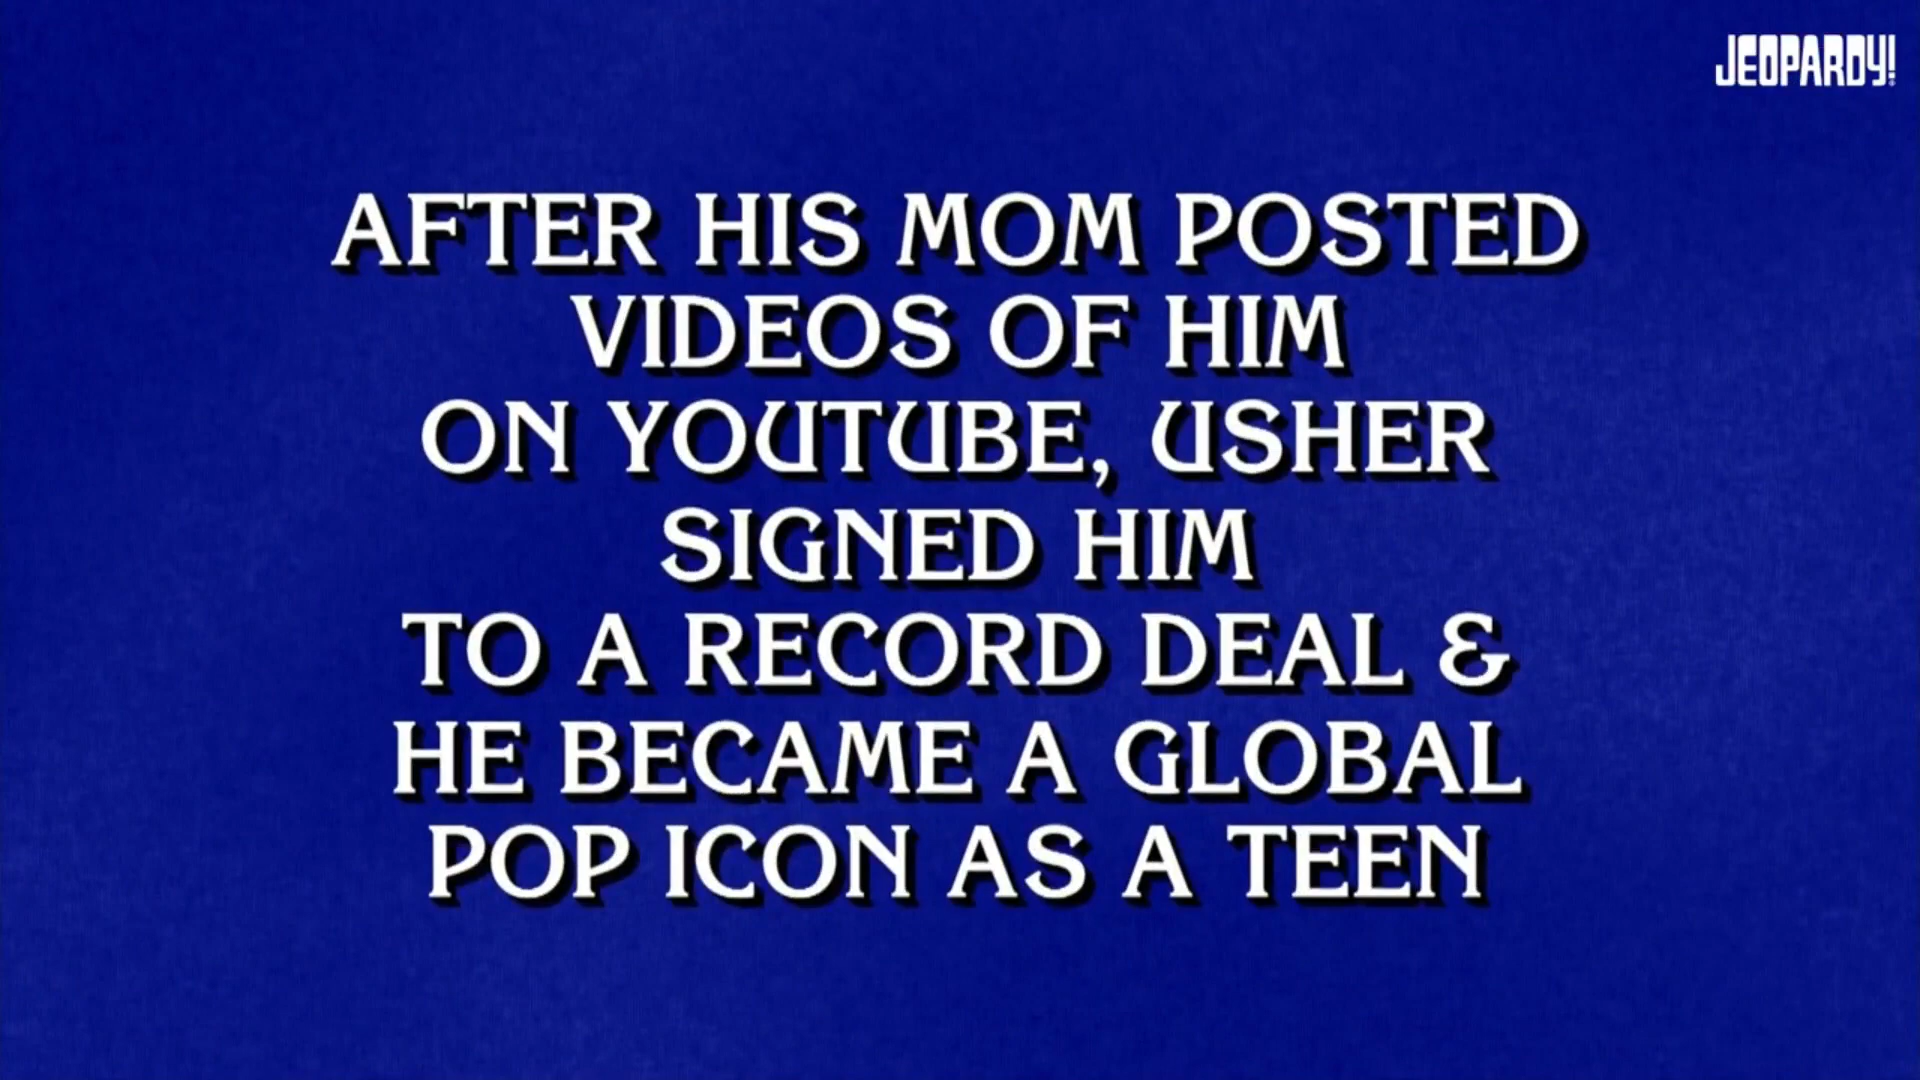 JEOPARDY!
AFTER HIS MOM POSTED
VIDEOS OF HIM
ON YOUTUBE, USHER
SIGNED HIM
TO A RECORD DEAL &
HE BECAME A GLOBAL
POP ICON AS A TEEN